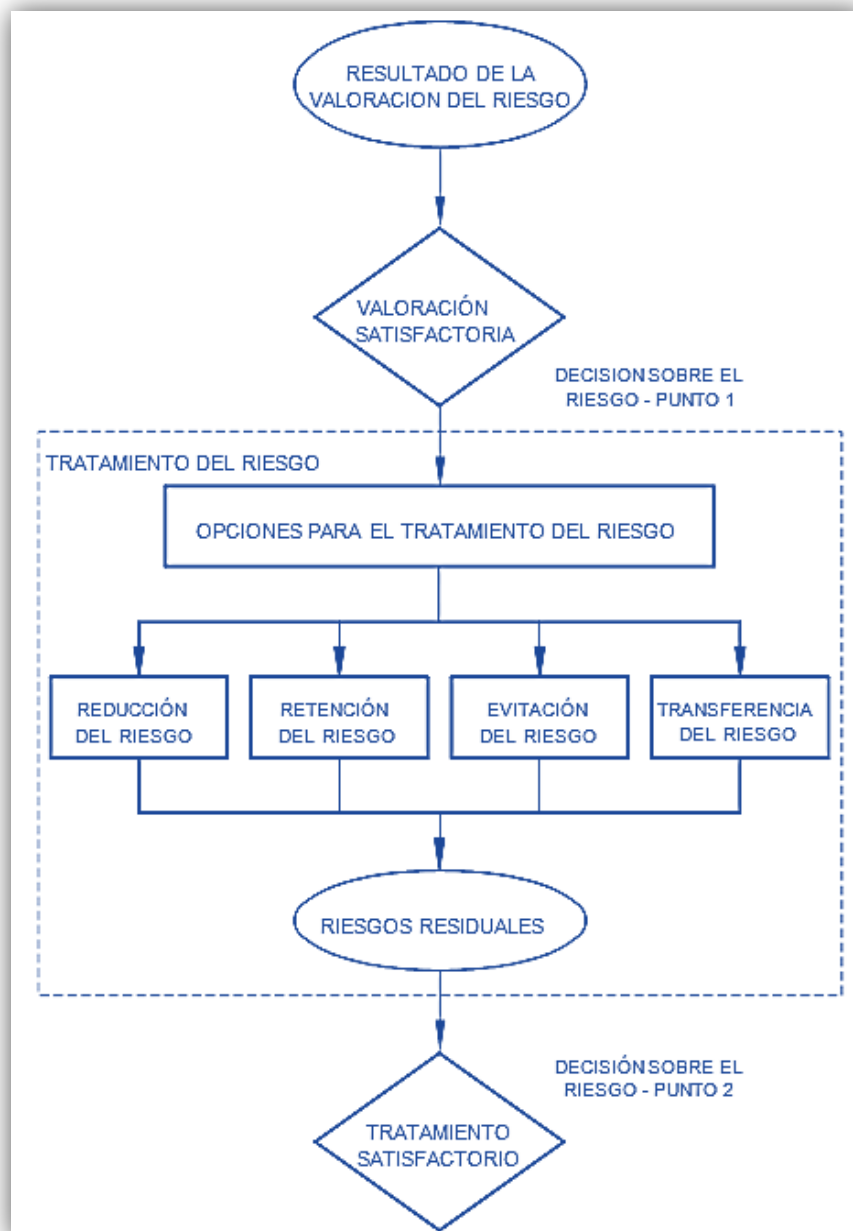 RESULTADO DE LA
VALORACION DEL RIESGO
VALORACIÓN
SATISFACTORIA
DECISION SOBRE EL
RIESGO - PUNTO 1
TRATAMIENTO DEL RIESGO
OPCIONES PARA EL TRATAMIENTO DEL RIESGO
REDUCCIÓN
DEL RIESGO
RETENCIÓN
DEL RIESGO
EVITACIÓN
DEL RIESGO
TRANSFERENCIA
DEL RIESGO
RIESGOS RESIDUALES
DECISIÓN SOBRE EL
RIESGO - PUNTO 2
TRATAMIENTO
SATISFACTORIO